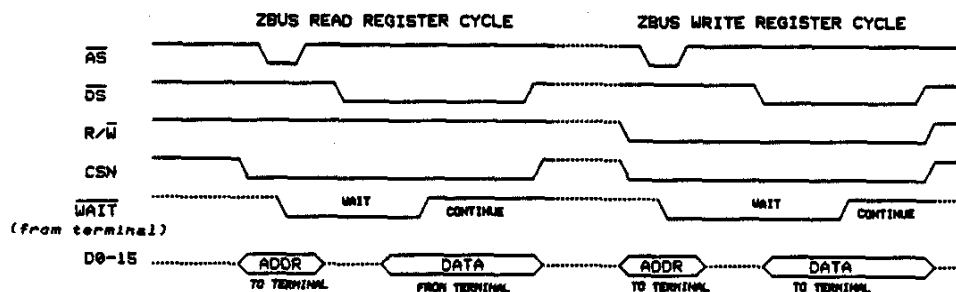 ZBUS READ REGISTER CYCLE ZBUS WRITE REGISTER CYCLE
AS
DS
R/W
CSN
WAIT WAIT CONTINUE WAIT CONTINUE
(from terminal)
D0-15 ADDR DATA ADDR DATA
TO TERMINAL FROM TERMINAL TO TERMINAL TO TERMINAL